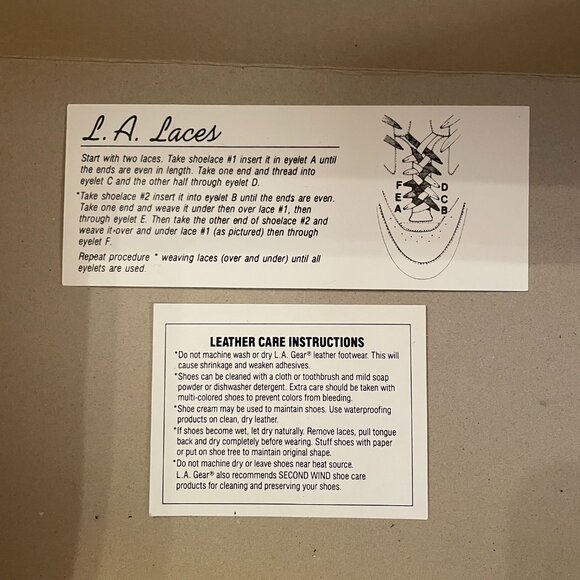 L.A. Laces
Start with two laces. Take shoelace #1 insert it in eyelet A until
the ends are even in length. Take one end and thread into
eyelet C and the other half through eyelet D.
*Take shoelace #2 insert it into eyelet B until the ends are even.
Take one end and weave it under then over lace #1, then
through eyelet E. Then take the other end of shoelace #2 and
weave it over and under lace #1 (as pictured) then through
eyelet F.
Repeat procedure * weaving laces (over and under) until all
eyelets are used.
F D
E C
A B
LEATHER CARE INSTRUCTIONS
*Do not machine wash or dry L.A. Gear® leather footwear. This will
cause shrinkage and weaken adhesives.
*Shoes can be cleaned with a cloth or toothbrush and mild soap
powder or dishwasher detergent. Extra care should be taken with
multi-colored shoes to prevent colors from bleeding.
*Shoe cream may be used to maintain shoes. Use waterproofing
products on clean, dry leather.
*If shoes become wet, let dry naturally. Remove laces, pull tongue
back and dry completely before wearing. Stuff shoes with paper
or put on shoe tree to maintain original shape.
*Do not machine dry or leave shoes near heat source.
L.A. Gear® also recommends SECOND WIND shoe care
products for cleaning and preserving your shoes.